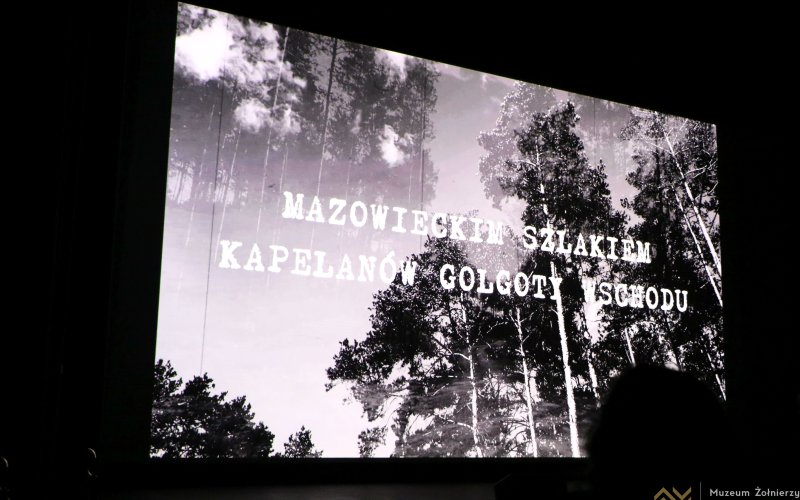 MAZOWIECKIM SZLAKIEM
KAPELANÓW GOLGOTY WSCHODU
Muzeum Żołnierzy